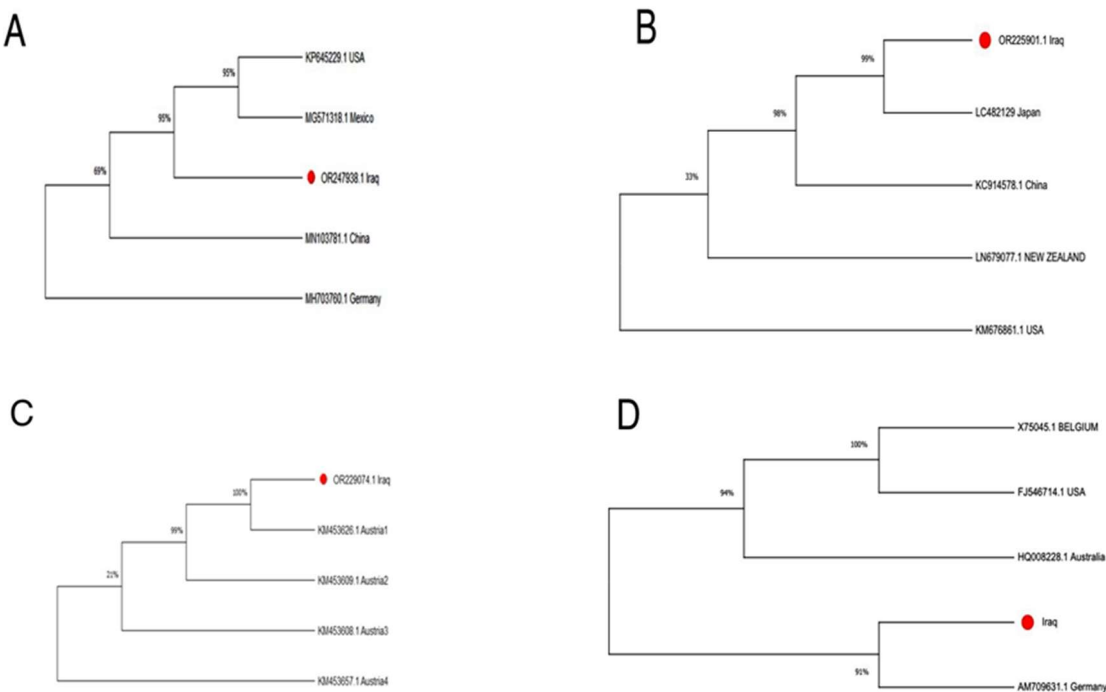 A
KP645229.1 USA
95%
MG571318.1 Mexico
95%
OR247938.1 Iraq
69%
MN103781.1 China
MH703760.1 Germany
B
OR225901.1 Iraq
99%
LC482129 Japan
98%
KC914578.1 China
33%
LN679077.1 NEW ZEALAND
KM676861.1 USA
C
OR229074.1 Iraq
100%
KM453626.1 Austria1
99%
KM453609.1 Austria2
21%
KM453608.1 Austria3
KM453657.1 Austria4
D
X75045.1 BELGIUM
100%
FJ546714.1 USA
94%
HQ008228.1 Australia
Iraq
91%
AM709631.1 Germany